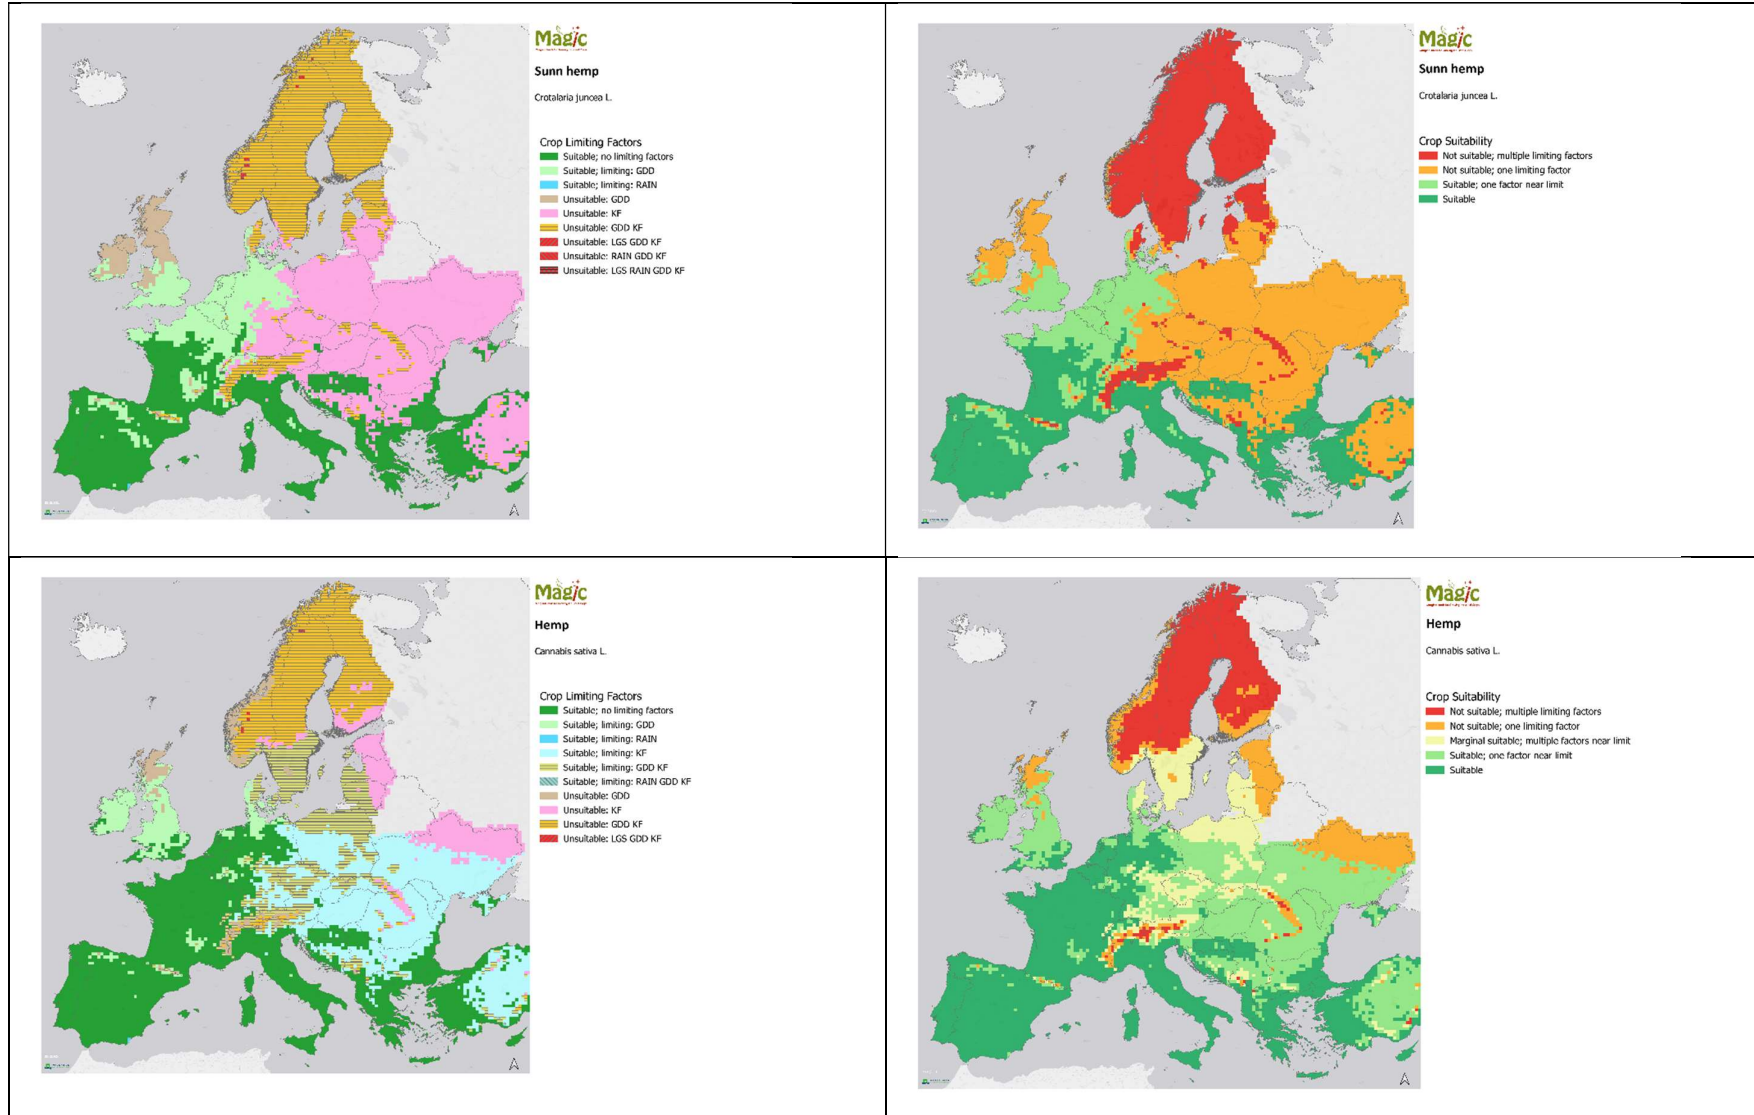 Magic
Sunn hemp
Crotalaria juncea L.
Crop Limiting Factors
Suitable; no limiting factors
Suitable; limiting: GDD
Suitable; limiting: RAIN
Unsuitable: GDD
Unsuitable: KF
Unsuitable: GDD KF
Unsuitable: LGS GDD KF
Unsuitable: RAIN GDD KF
Unsuitable: LGS RAIN GDD KF
Magic
Sunn hemp
Crotalaria juncea L.
Crop Suitability
Not suitable; multiple limiting factors
Not suitable; one limiting factor
Suitable; one factor near limit
Suitable
Magic
Hemp
Cannabis sativa L.
Crop Limiting Factors
Suitable; no limiting factors
Suitable; limiting: GDD
Suitable; limiting: RAIN
Suitable; limiting: KF
Suitable; limiting: GDD KF
Suitable; limiting: RAIN GDD KF
Unsuitable: GDD
Unsuitable: KF
Unsuitable: GDD KF
Unsuitable: LGS GDD KF
Magic
Hemp
Cannabis sativa L.
Crop Suitability
Not suitable; multiple limiting factors
Not suitable; one limiting factor
Marginal suitable; multiple factors near limit
Suitable; one factor near limit
Suitable